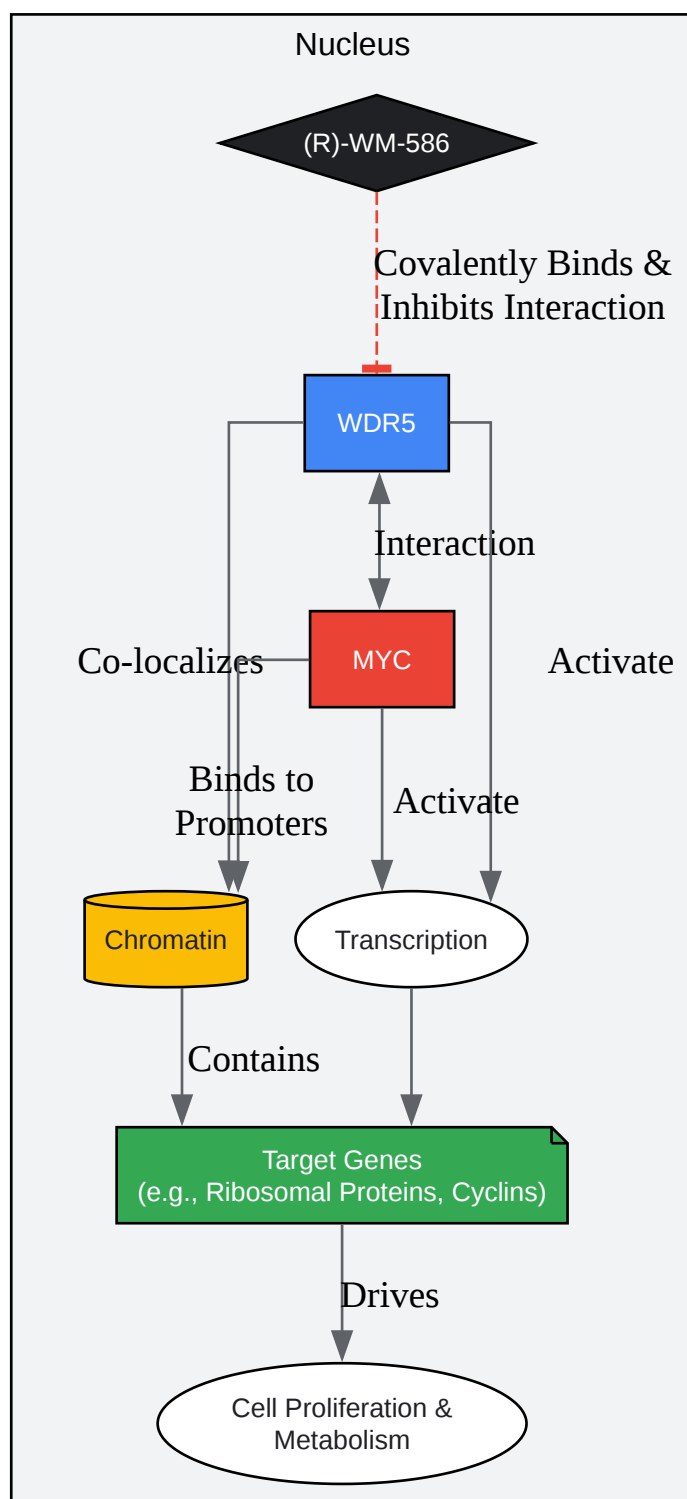 Nucleus
(R)-WM-586
Covalently Binds &
Inhibits Interaction
WDR5
Interaction
Co-localizes
MYC
Activate
Binds to
Promoters
Activate
Chromatin
Transcription
Contains
Target Genes
(e.g., Ribosomal Proteins, Cyclins)
Drives
Cell Proliferation &
Metabolism